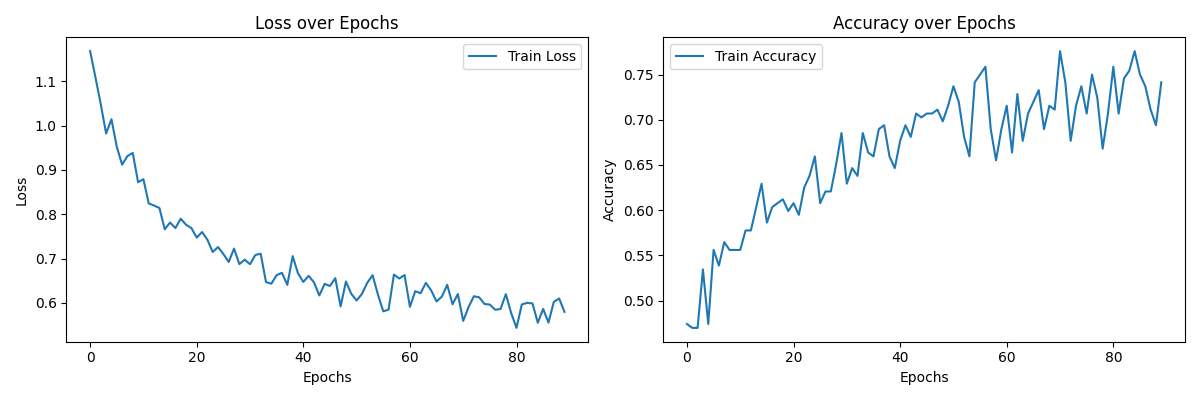 Loss over Epochs
Train Loss
1.1
1.0
0.9
0.8
0.7
0.6
Loss
0
20
40
60
80
Epochs
Accuracy over Epochs
Train Accuracy
0.75
0.70
0.65
0.60
0.55
0.50
Accuracy
0
20
40
60
80
Epochs